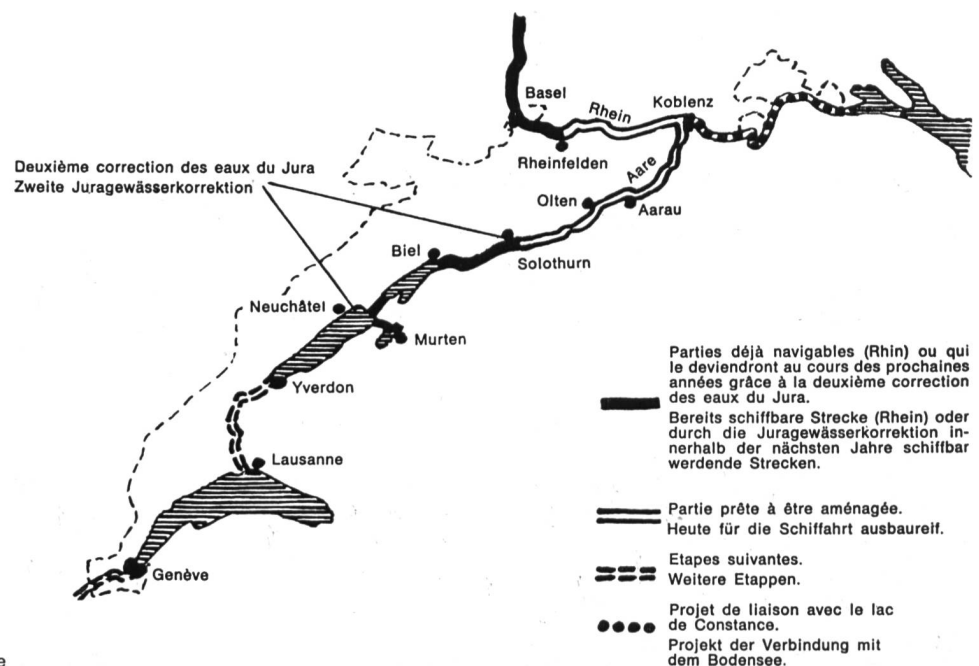 Basel
Rhein
Koblenz
Rheinfelden
Deuxième correction des eaux du Jura
Zweite Juragewässerkorrektion
Aare
Olten
Aarau
Biel
Solothurn
Neuchâtel
Murten
Yverdon
Lausanne
Genève
Parties déjà navigables (Rhin) ou qui
le deviendront au cours des prochaines
années grâce à la deuxième correction
des eaux du Jura.
Bereits schiffbare Strecke (Rhein) oder
durch die Juragewässerkorrektion in-
nerhalb der nächsten Jahre schiffbar
werdende Strecken.
Partie prête à être aménagée.
Heute für die Schiffahrt ausbaureif.
Etapes suivantes.
Weitere Etappen.
Projet de liaison avec le lac
de Constance.
Projekt der Verbindung mit
dem Bodensee.
e